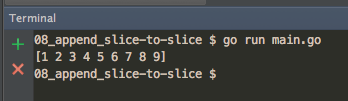 Terminal
08_append_slice-to-slice $ go run main.go
[1 2 3 4 5 6 7 8 9]
08_append_slice-to-slice $